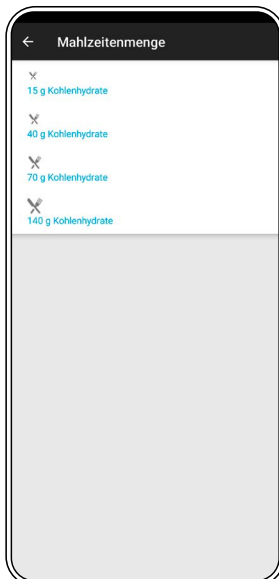 Mahlzeitenmenge
15 g Kohlenhydrate
40 g Kohlenhydrate
70 g Kohlenhydrate
140 g Kohlenhydrate